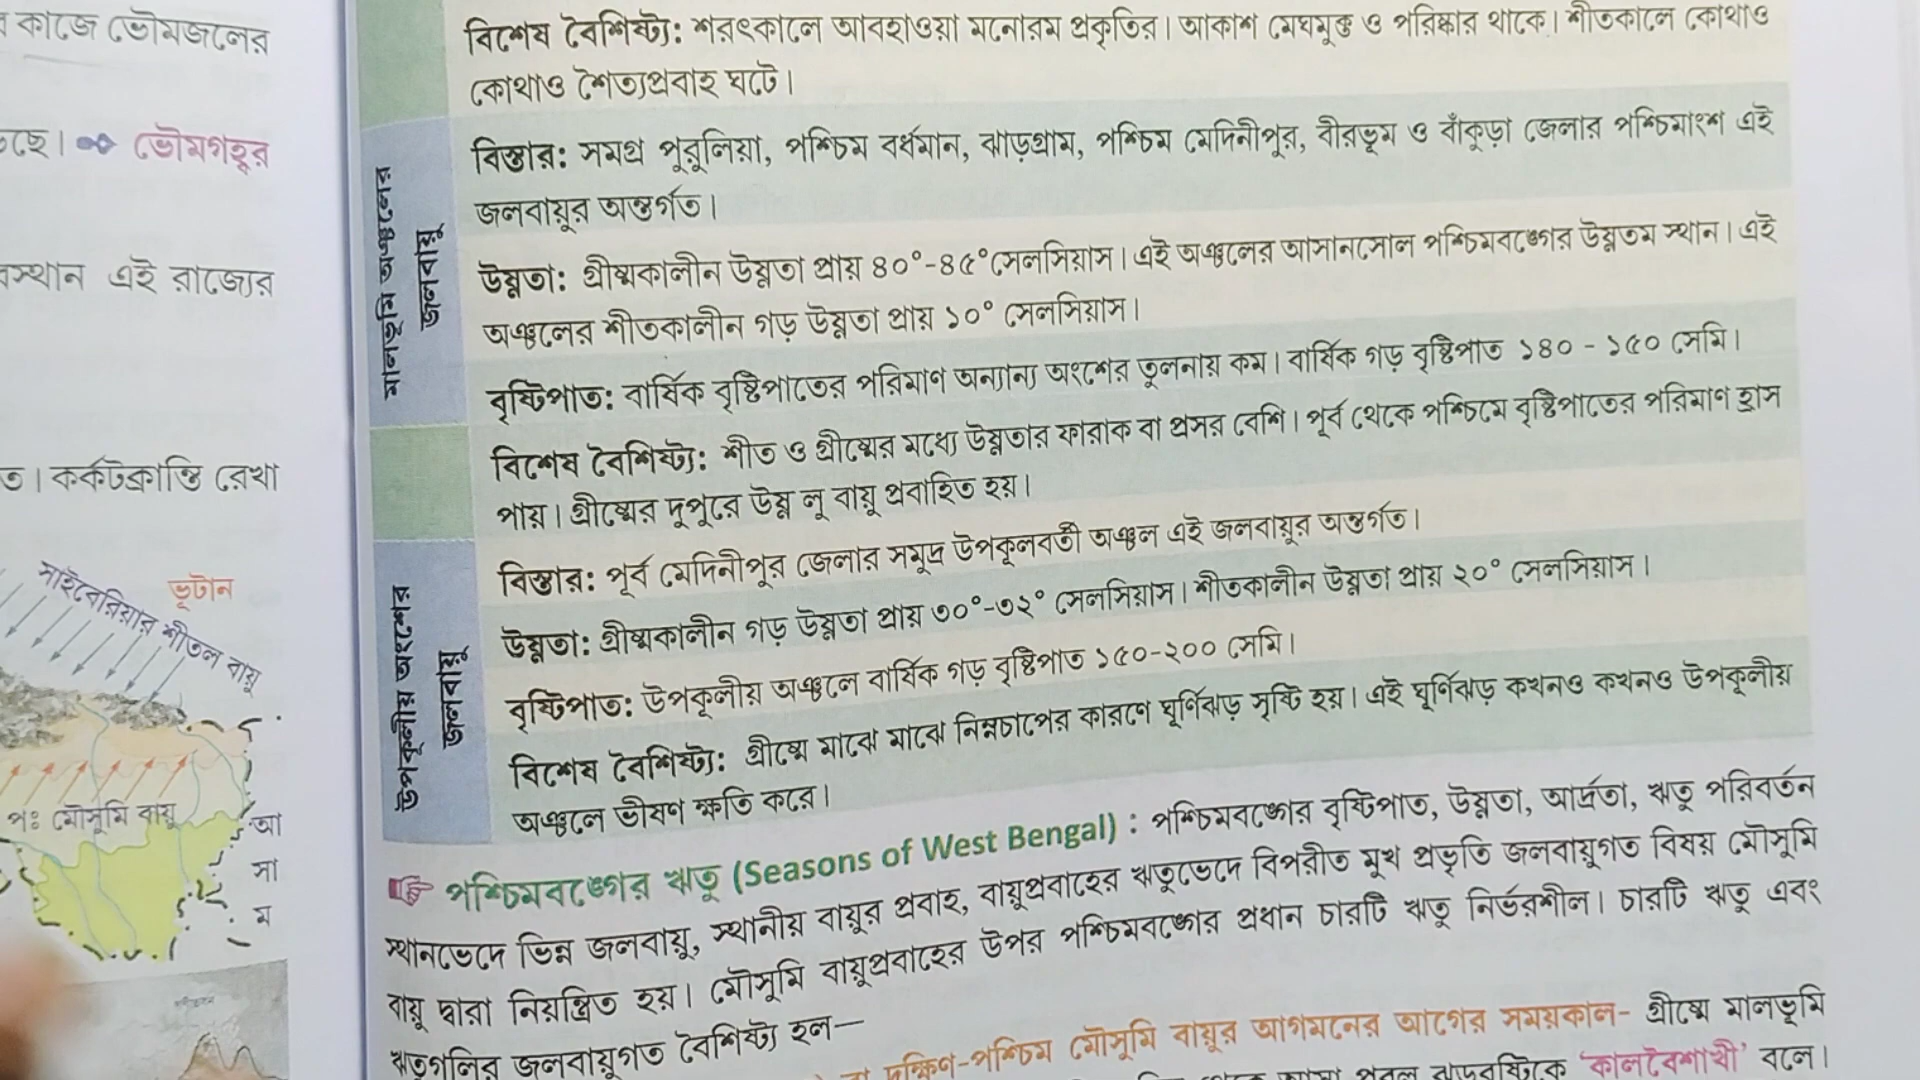 কাজে ভৌমজলের
ভৌমগহ্বর
অবস্থান এই রাজ্যের
কর্কটক্রান্তি রেখা
সাইবেরিয়ার শীতল বায়ু
ভূটান
পঃ মৌসুমি বায়ু
আ
সা
ম
বিশেষ বৈশিষ্ট্য: শরৎকালে আবহাওয়া মনোরম প্রকৃতির। আকাশ মেঘমুক্ত ও পরিষ্কার থাকে। শীতকালে কোথাও
কোথাও শৈত্যপ্রবাহ ঘটে।
মালভূমি অঞ্চলের
জলবায়ু
বিস্তার: সমগ্র পুরুলিয়া, পশ্চিম বর্ধমান, ঝাড়গ্রাম, পশ্চিম মেদিনীপুর, বীরভূম ও বাঁকুড়া জেলার পশ্চিমাংশ এই
জলবায়ুর অন্তর্গত।
উষ্ণতা: গ্রীষ্মকালীন উষ্ণতা প্রায় ৪০°-৪৫°সেলসিয়াস। এই অঞ্চলের আসানসোল পশ্চিমবঙ্গের উষ্ণতম স্থান। এই
অঞ্চলের শীতকালীন গড় উষ্ণতা প্রায় ১০° সেলসিয়াস।
বৃষ্টিপাত: বার্ষিক বৃষ্টিপাতের পরিমাণ অন্যান্য অংশের তুলনায় কম। বার্ষিক গড় বৃষ্টিপাত ১৪০ - ১৫০ সেমি।
বিশেষ বৈশিষ্ট্য: শীত ও গ্রীষ্মের মধ্যে উষ্ণতার ফারাক বা প্রসর বেশি। পূর্ব থেকে পশ্চিমে বৃষ্টিপাতের পরিমাণ হ্রাস
পায়। গ্রীষ্মের দুপুরে উষ্ণ লু বায়ু প্রবাহিত হয়।
উপকূলীয় অংশের
জলবায়ু
বিস্তার: পূর্ব মেদিনীপুর জেলার সমুদ্র উপকূলবর্তী অঞ্চল এই জলবায়ুর অন্তর্গত।
উষ্ণতা: গ্রীষ্মকালীন গড় উষ্ণতা প্রায় ৩০°-৩২° সেলসিয়াস। শীতকালীন উষ্ণতা প্রায় ২০° সেলসিয়াস।
বৃষ্টিপাত: উপকূলীয় অঞ্চলে বার্ষিক গড় বৃষ্টিপাত ১৫০-২০০ সেমি।
বিশেষ বৈশিষ্ট্য: গ্রীষ্মে মাঝে মাঝে নিম্নচাপের কারণে ঘূর্ণিঝড় সৃষ্টি হয়। এই ঘূর্ণিঝড় কখনও কখনও উপকূলীয়
অঞ্চলে ভীষণ ক্ষতি করে।
পশ্চিমবঙ্গের ঋতু (Seasons of West Bengal) : পশ্চিমবঙ্গের বৃষ্টিপাত, উষ্ণতা, আর্দ্রতা, ঋতু পরিবর্তন
স্থানভেদে ভিন্ন জলবায়ু, স্থানীয় বায়ুর প্রবাহ, বায়ুপ্রবাহের ঋতুভেদে বিপরীত মুখ প্রভৃতি জলবায়ুগত বিষয় মৌসুমি
বায়ু দ্বারা নিয়ন্ত্রিত হয়। মৌসুমি বায়ুপ্রবাহের উপর পশ্চিমবঙ্গের প্রধান চারটি ঋতু নির্ভরশীল। চারটি ঋতু এবং
ঋতুগুলির জলবায়ুগত বৈশিষ্ট্য হল—
দক্ষিণ-পশ্চিম মৌসুমি বায়ুর আগমনের আগের সময়কাল- গ্রীষ্মে মালভূমি
থেকে আসা প্রবল ঝড়বৃষ্টিকে 'কালবৈশাখী' বলে।